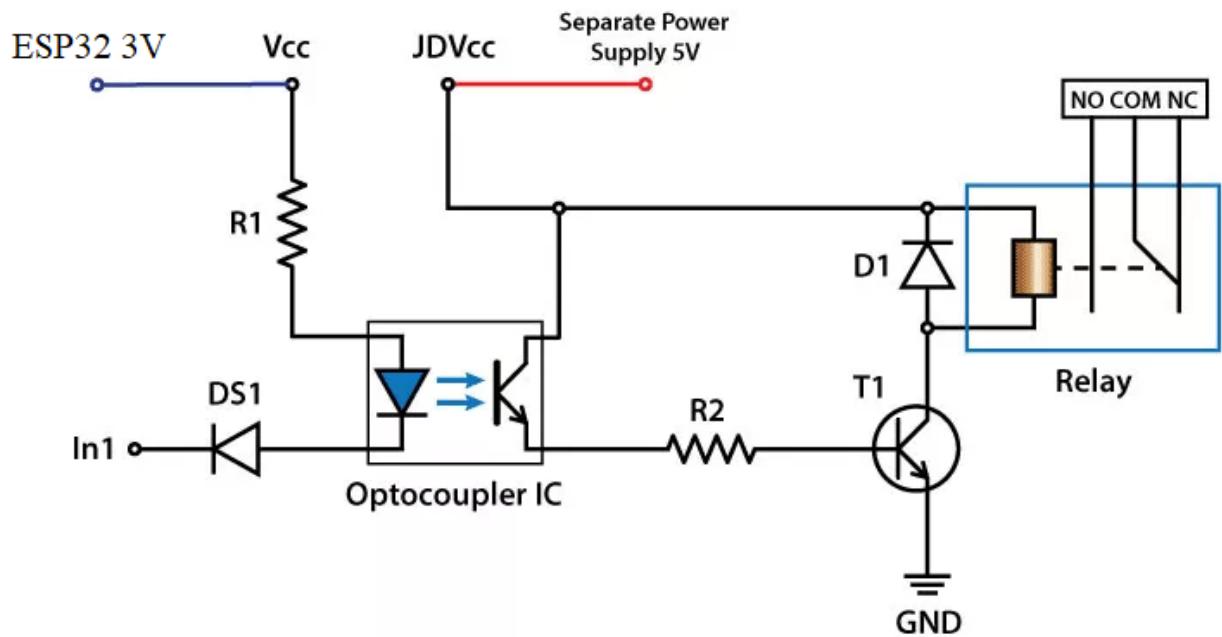 ESP32 3V
Vcc
JDVcc
Separate Power
Supply 5V
NO COM NC
R1
D1
DS1
T1
Relay
R2
In1
Optocoupler IC
GND